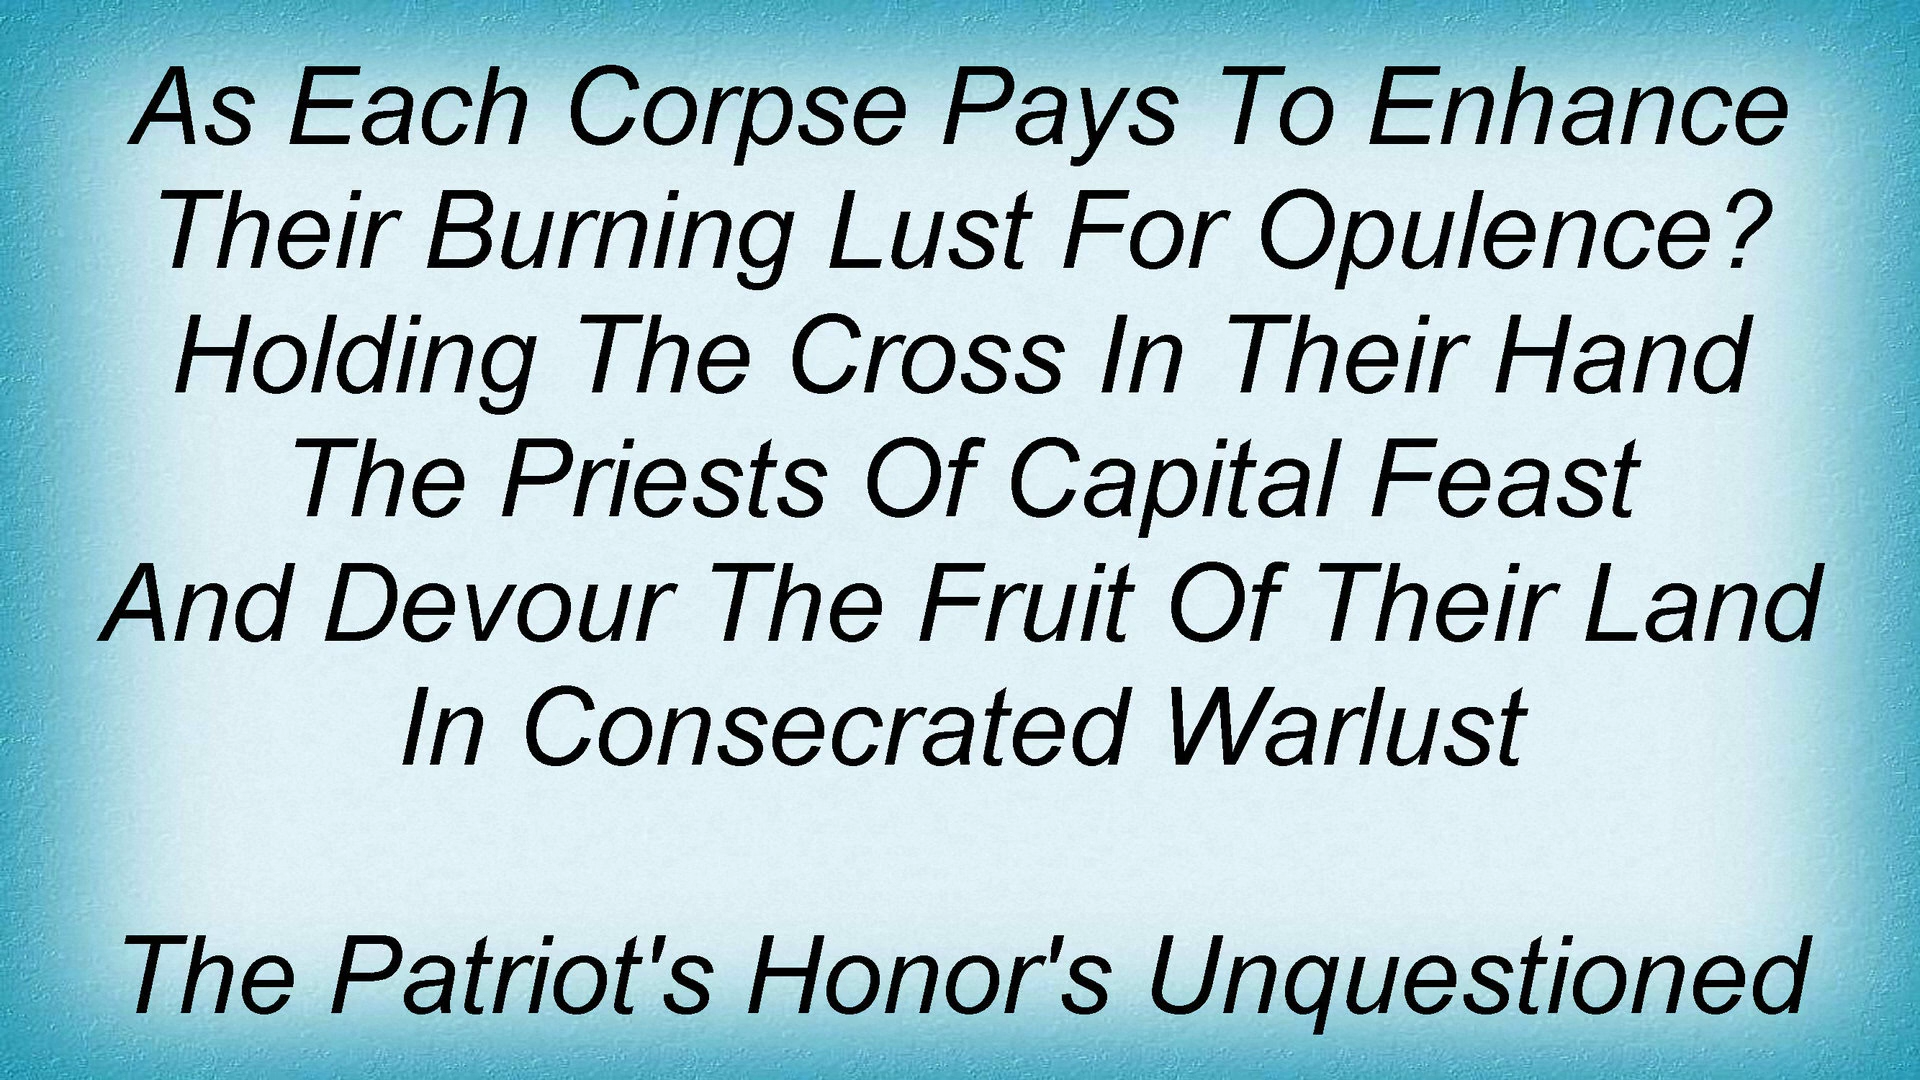 As Each Corpse Pays To Enhance
Their Burning Lust For Opulence?
Holding The Cross In Their Hand
The Priests Of Capital Feast
And Devour The Fruit Of Their Land
In Consecrated Warlust
The Patriot's Honor's Unquestioned